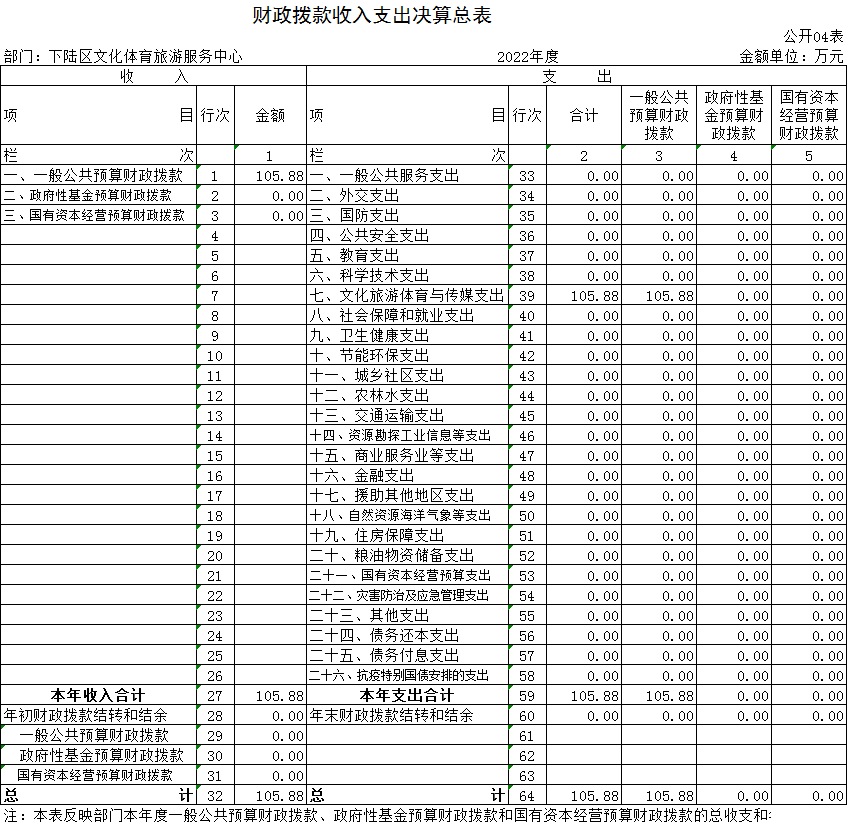 财政拨款收入支出决算总表
公开04表
部门：下陆区文化体育旅游服务中心 2022年度 金额单位：万元
收 入 支 出
项 目 行次 金额 项 目 行次 合计 一般公共预算财政拨款 政府性基金预算财政拨款 国有资本经营预算财政拨款
栏 次 1 栏 次 2 3 4 5
一、一般公共预算财政拨款 1 105.88 一、一般公共服务支出 33 0.00 0.00 0.00 0.00
二、政府性基金预算财政拨款 2 0.00 二、外交支出 34 0.00 0.00 0.00 0.00
三、国有资本经营预算财政拨款 3 0.00 三、国防支出 35 0.00 0.00 0.00 0.00
4 四、公共安全支出 36 0.00 0.00 0.00 0.00
5 五、教育支出 37 0.00 0.00 0.00 0.00
6 六、科学技术支出 38 0.00 0.00 0.00 0.00
7 七、文化旅游体育与传媒支出 39 105.88 105.88 0.00 0.00
8 八、社会保障和就业支出 40 0.00 0.00 0.00 0.00
9 九、卫生健康支出 41 0.00 0.00 0.00 0.00
10 十、节能环保支出 42 0.00 0.00 0.00 0.00
11 十一、城乡社区支出 43 0.00 0.00 0.00 0.00
12 十二、农林水支出 44 0.00 0.00 0.00 0.00
13 十三、交通运输支出 45 0.00 0.00 0.00 0.00
14 十四、资源勘探工业信息等支出 46 0.00 0.00 0.00 0.00
15 十五、商业服务业等支出 47 0.00 0.00 0.00 0.00
16 十六、金融支出 48 0.00 0.00 0.00 0.00
17 十七、援助其他地区支出 49 0.00 0.00 0.00 0.00
18 十八、自然资源海洋气象等支出 50 0.00 0.00 0.00 0.00
19 十九、住房保障支出 51 0.00 0.00 0.00 0.00
20 二十、粮油物资储备支出 52 0.00 0.00 0.00 0.00
21 二十一、国有资本经营预算支出 53 0.00 0.00 0.00 0.00
22 二十二、灾害防治及应急管理支出 54 0.00 0.00 0.00 0.00
23 二十三、其他支出 55 0.00 0.00 0.00 0.00
24 二十四、债务还本支出 56 0.00 0.00 0.00 0.00
25 二十五、债务付息支出 57 0.00 0.00 0.00 0.00
26 二十六、抗疫特别国债安排的支出 58 0.00 0.00 0.00 0.00
本年收入合计 27 105.88 本年支出合计 59 105.88 105.88 0.00 0.00
年初财政拨款结转和结余 28 0.00 年末财政拨款结转和结余 60 0.00 0.00 0.00 0.00
一般公共预算财政拨款 29 0.00 61
政府性基金预算财政拨款 30 0.00 62
国有资本经营预算财政拨款 31 0.00 63
总 计 32 105.88 总 计 64 105.88 105.88 0.00 0.00
注：本表反映部门本年度一般公共预算财政拨款、政府性基金预算财政拨款和国有资本经营预算财政拨款的总收支和